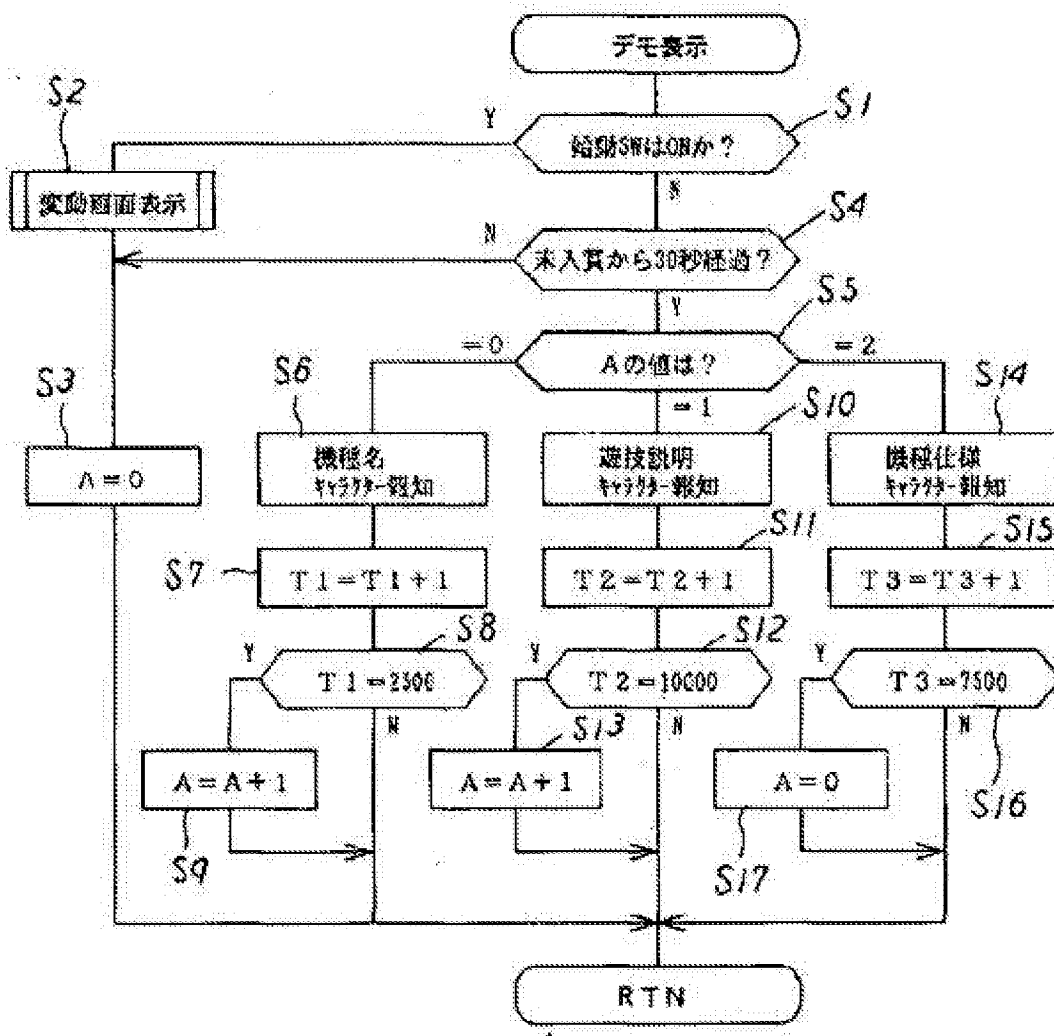 デモ表示
S1
S2
Y
始動SWはONか？
N
変動画面表示
S4
N
未入賞から30秒経過？
Y
S5
=0
Aの値は？
=2
=1
S3
S6
S10
S14
A=0
機種名
キャラクター報知
遊技説明
キャラクター報知
機種仕様
キャラクター報知
S7
S11
S15
T1=T1+1
T2=T2+1
T3=T3+1
S8
S12
Y
T1=2500
Y
T2=10000
Y
T3=7500
N
N
N
S13
S16
A=A+1
A=A+1
A=0
S9
S17
RTN